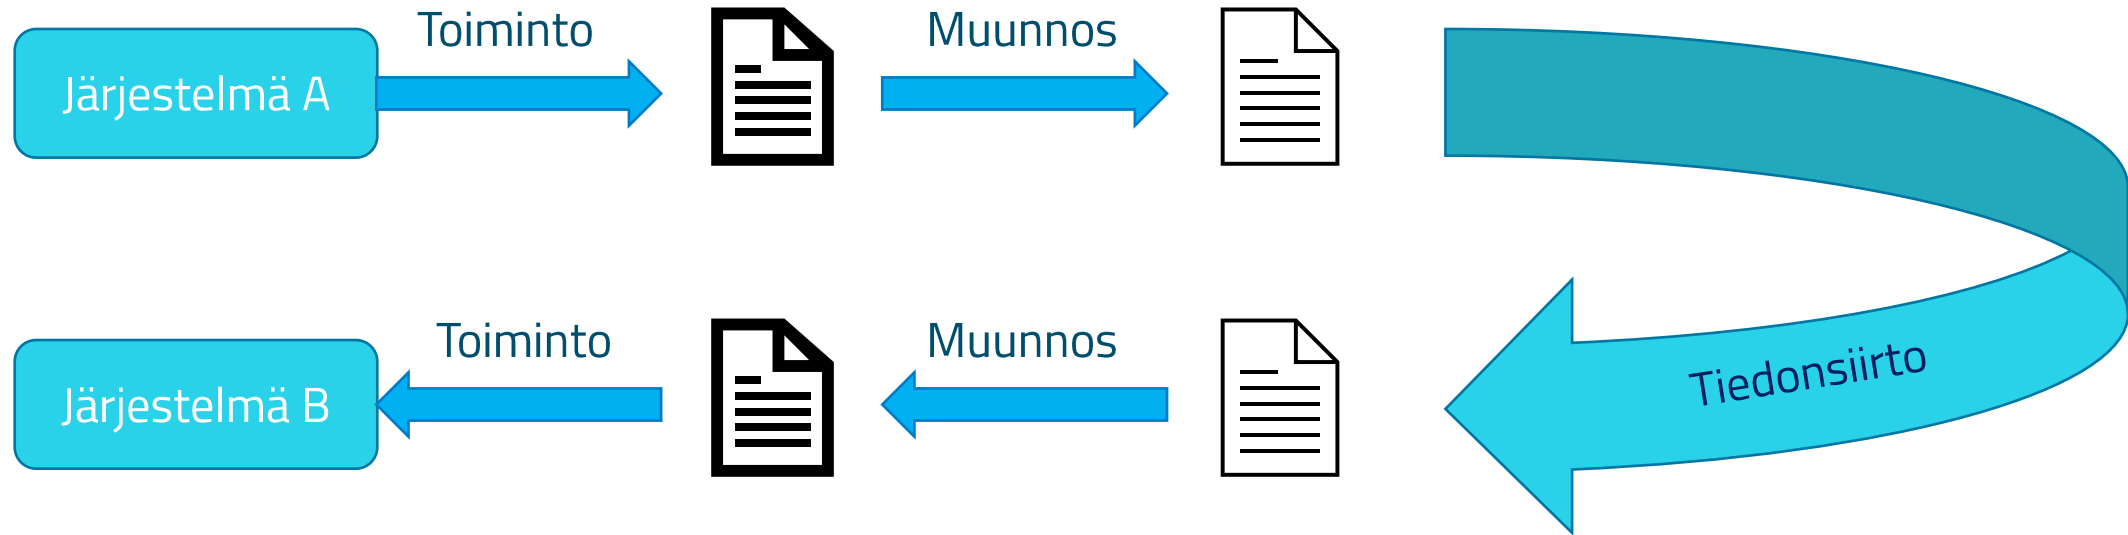 Toiminto
Muunnos
Järjestelmä A
Toiminto
Muunnos
Järjestelmä B
Tiedonsiirto